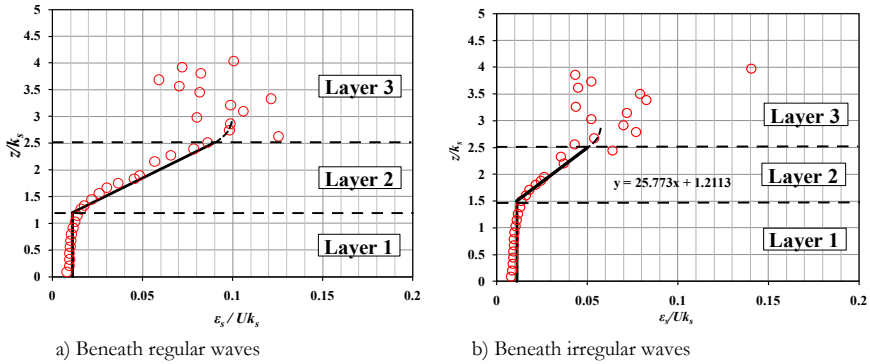 5
4.5
4
3.5
3
2.5
2
1.5
1
0.5
0
z/ks
Layer 3
Layer 2
Layer 1
0 0.05 0.1 0.15 0.2
εs / Uks
a) Beneath regular waves
5
4.5
4
3.5
3
2.5
2
1.5
1
0.5
0
z/ks
Layer 3
y = 25.773x + 1.2113
Layer 2
Layer 1
0 0.05 0.1 0.15 0.2
εs/Uks
b) Beneath irregular waves